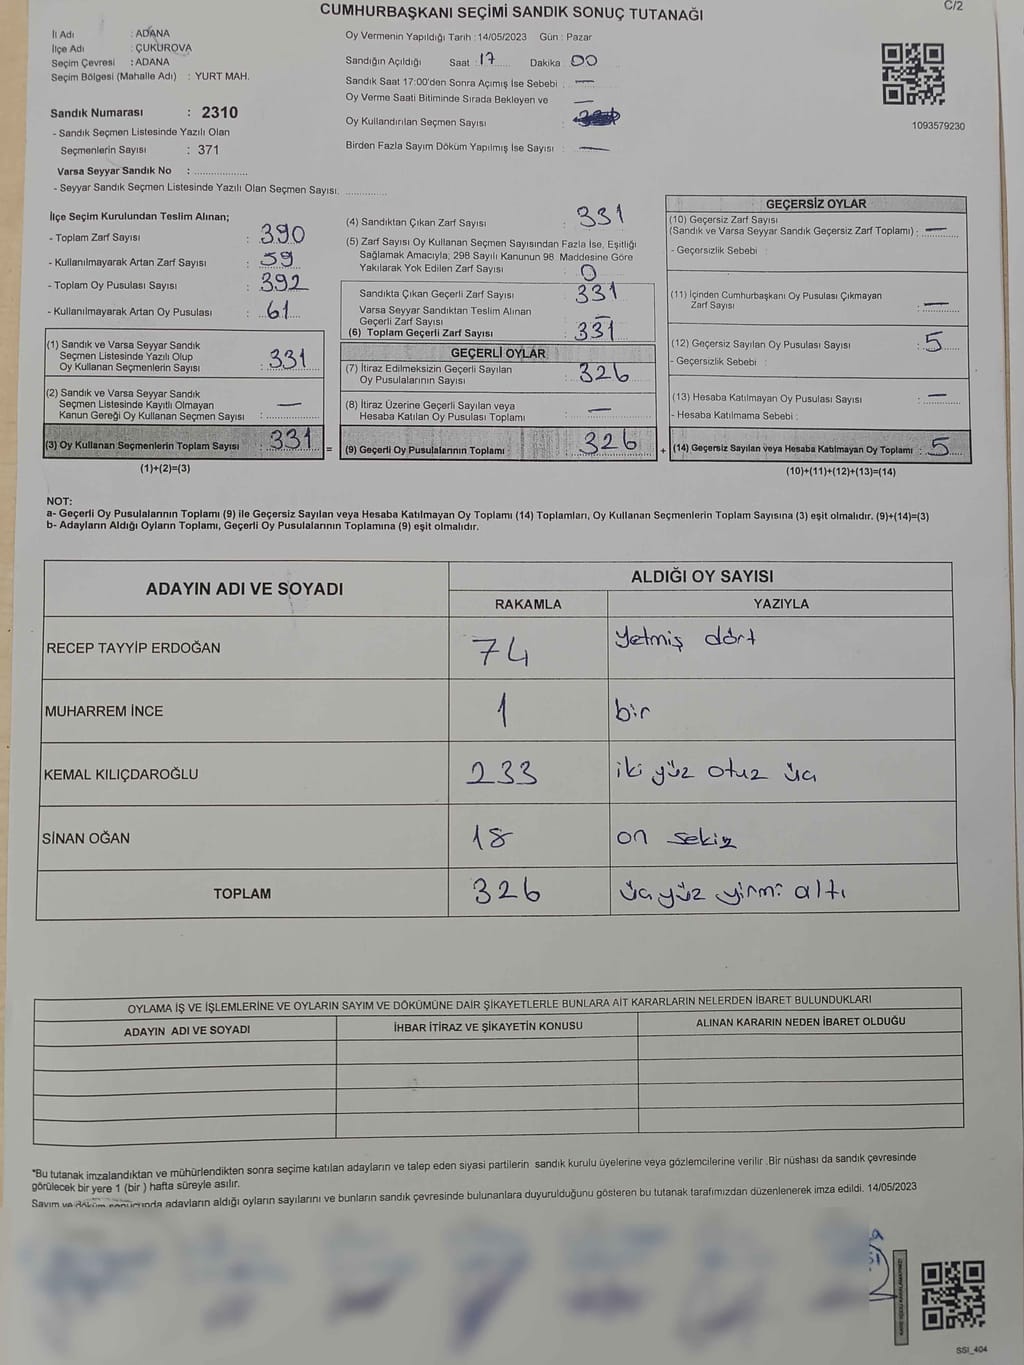 CUMHURBAŞKANI SEÇİMİ SANDIK SONUÇ TUTANAĞI
C/2
İl Adı : ADANA
İlçe Adı : ÇUKUROVA
Seçim Çevresi : ADANA
Seçim Bölgesi (Mahalle Adı) : YURT MAH.
Sandık Numarası : 2310
- Sandık Seçmen Listesinde Yazılı Olan
Seçmenlerin Sayısı : 371
Varsa Seyyar Sandık No : ....................
- Seyyar Sandık Seçmen Listesinde Yazılı Olan Seçmen Sayısı: ...............
Oy Vermenin Yapıldığı Tarih : 14/05/2023 Gün : Pazar
Sandığın Açıldığı Saat : 17 Dakika : 00
Sandık Saat 17:00'den Sonra Açımış İse Sebebi : —
Oy Verme Saati Bitiminde Sırada Bekleyen ve —
Oy Kullandırılan Seçmen Sayısı :
Birden Fazla Sayım Döküm Yapılmış İse Sayısı : —
1093579230
İlçe Seçim Kurulundan Teslim Alınan;
- Toplam Zarf Sayısı : 390
- Kullanılmayarak Artan Zarf Sayısı : 59
- Toplam Oy Pusulası Sayısı : 392
- Kullanılmayarak Artan Oy Pusulası : 61
(1) Sandık ve Varsa Seyyar Sandık
Seçmen Listesinde Yazılı Olup
Oy Kullanan Seçmenlerin Sayısı : 331
(2) Sandık ve Varsa Seyyar Sandık
Seçmen Listesinde Kayıtlı Olmayan —
Kanun Gereği Oy Kullanan Seçmen Sayısı :
(3) Oy Kullanan Seçmenlerin Toplam Sayısı : 331 =
(1)+(2)=(3)
(4) Sandıktan Çıkan Zarf Sayısı : 331
(5) Zarf Sayısı Oy Kullanan Seçmen Sayısından Fazla İse, Eşitliği
Sağlamak Amacıyla; 298 Sayılı Kanunun 98. Maddesine Göre
Yakılarak Yok Edilen Zarf Sayısı : 0
Sandıkta Çıkan Geçerli Zarf Sayısı : 331
Varsa Seyyar Sandıktan Teslim Alınan
Geçerli Zarf Sayısı : —
(6) Toplam Geçerli Zarf Sayısı : 331
GEÇERLİ OYLAR
(7) İtiraz Edilmeksizin Geçerli Sayılan
Oy Pusulalarının Sayısı : 326
(8) İtiraz Üzerine Geçerli Sayılan veya
Hesaba Katılan Oy Pusulası Toplamı : —
(9) Geçerli Oy Pusulalarının Toplamı : 326 +
GEÇERSİZ OYLAR
(10) Geçersiz Zarf Sayısı
(Sandık ve Varsa Seyyar Sandık Geçersiz Zarf Toplamı) : —
- Geçersizlik Sebebi :
(11) İçinden Cumhurbaşkanı Oy Pusulası Çıkmayan
Zarf Sayısı : —
(12) Geçersiz Sayılan Oy Pusulası Sayısı : 5
- Geçersizlik Sebebi :
(13) Hesaba Katılmayan Oy Pusulası Sayısı : —
- Hesaba Katılmama Sebebi :
(14) Geçersiz Sayılan veya Hesaba Katılmayan Oy Toplamı : 5
(10)+(11)+(12)+(13)=(14)
NOT:
a- Geçerli Oy Pusulalarının Toplamı (9) ile Geçersiz Sayılan veya Hesaba Katılmayan Oy Toplamı (14) Toplamları, Oy Kullanan Seçmenlerin Toplam Sayısına (3) eşit olmalıdır. (9)+(14)=(3)
b- Adayların Aldığı Oyların Toplamı, Geçerli Oy Pusulalarının Toplamına (9) eşit olmalıdır.
ADAYIN ADI VE SOYADI
ALDIĞI OY SAYISI
RAKAMLA YAZIYLA
RECEP TAYYİP ERDOĞAN 74 yetmiş dört
MUHARREM İNCE 1 bir
KEMAL KILIÇDAROĞLU 233 iki yüz otuz üç
SİNAN OĞAN 18 on sekiz
TOPLAM 326 üçyüz yirmi altı
OYLAMA İŞ VE İŞLEMLERİNE VE OYLARIN SAYIM VE DÖKÜMÜNE DAİR ŞİKAYETLERLE BUNLARA AİT KARARLARIN NELERDEN İBARET BULUNDUKLARI
ADAYIN ADI VE SOYADI İHBAR İTİRAZ VE ŞİKAYETİN KONUSU ALINAN KARARIN NEDEN İBARET OLDUĞU
*Bu tutanak imzalandıktan ve mühürlendikten sonra seçime katılan adayların ve talep eden siyasi partilerin sandık kurulu üyelerine veya gözlemcilerine verilir .Bir nüshası da sandık çevresinde
görülecek bir yere 1 (bir ) hafta süreyle asılır.
Sayım ve döküm sonucunda adayların aldığı oyların sayılarını ve bunların sandık çevresinde bulunanlara duyurulduğunu gösteren bu tutanak tarafımızdan düzenlenerek imza edildi. 14/05/2023
SSI_404